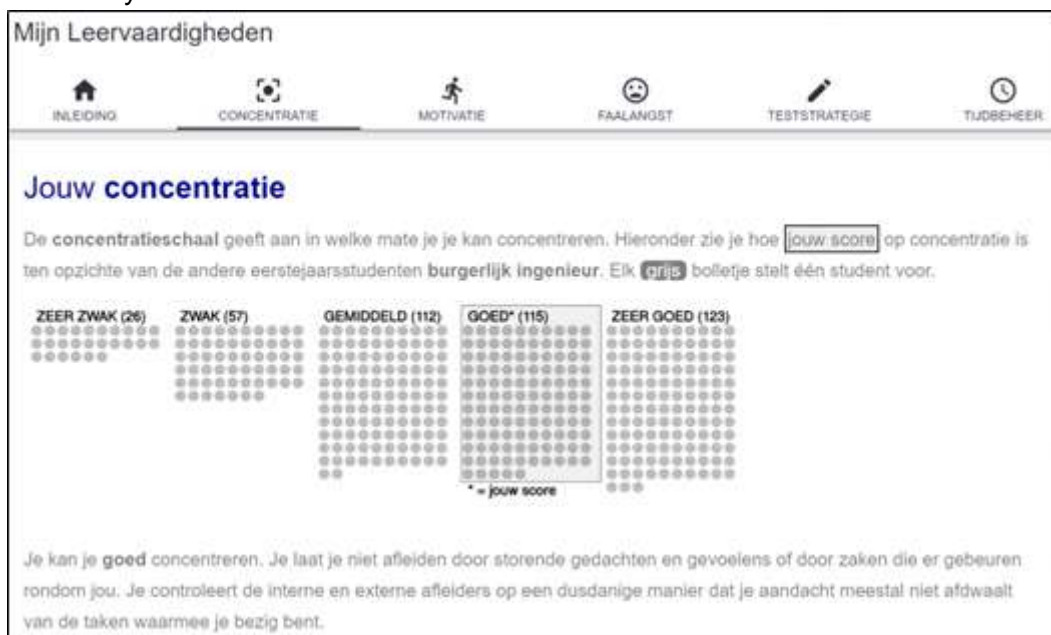 Mijn Leervaardigheden
INLEIDING CONCENTRATIE MOTIVATIE FAALANGST TESTSTRATEGIE TIJDBEHEER
Jouw concentratie
De concentratieschaal geeft aan in welke mate je je kan concentreren. Hieronder zie je hoe jouw score op concentratie is
ten opzichte van de andere eerstejaarsstudenten burgerlijk ingenieur. Elk grijs bolletje stelt één student voor.
ZEER ZWAK (26) ZWAK (57) GEMIDDELD (112) GOED* (115) ZEER GOED (123)
* = jouw score
Je kan je goed concentreren. Je laat je niet afleiden door storende gedachten en gevoelens of door zaken die er gebeuren
rondom jou. Je controleert de interne en externe afleiders op een dusdanige manier dat je aandacht meestal niet afdwaalt
van de taken waarmee je bezig bent.